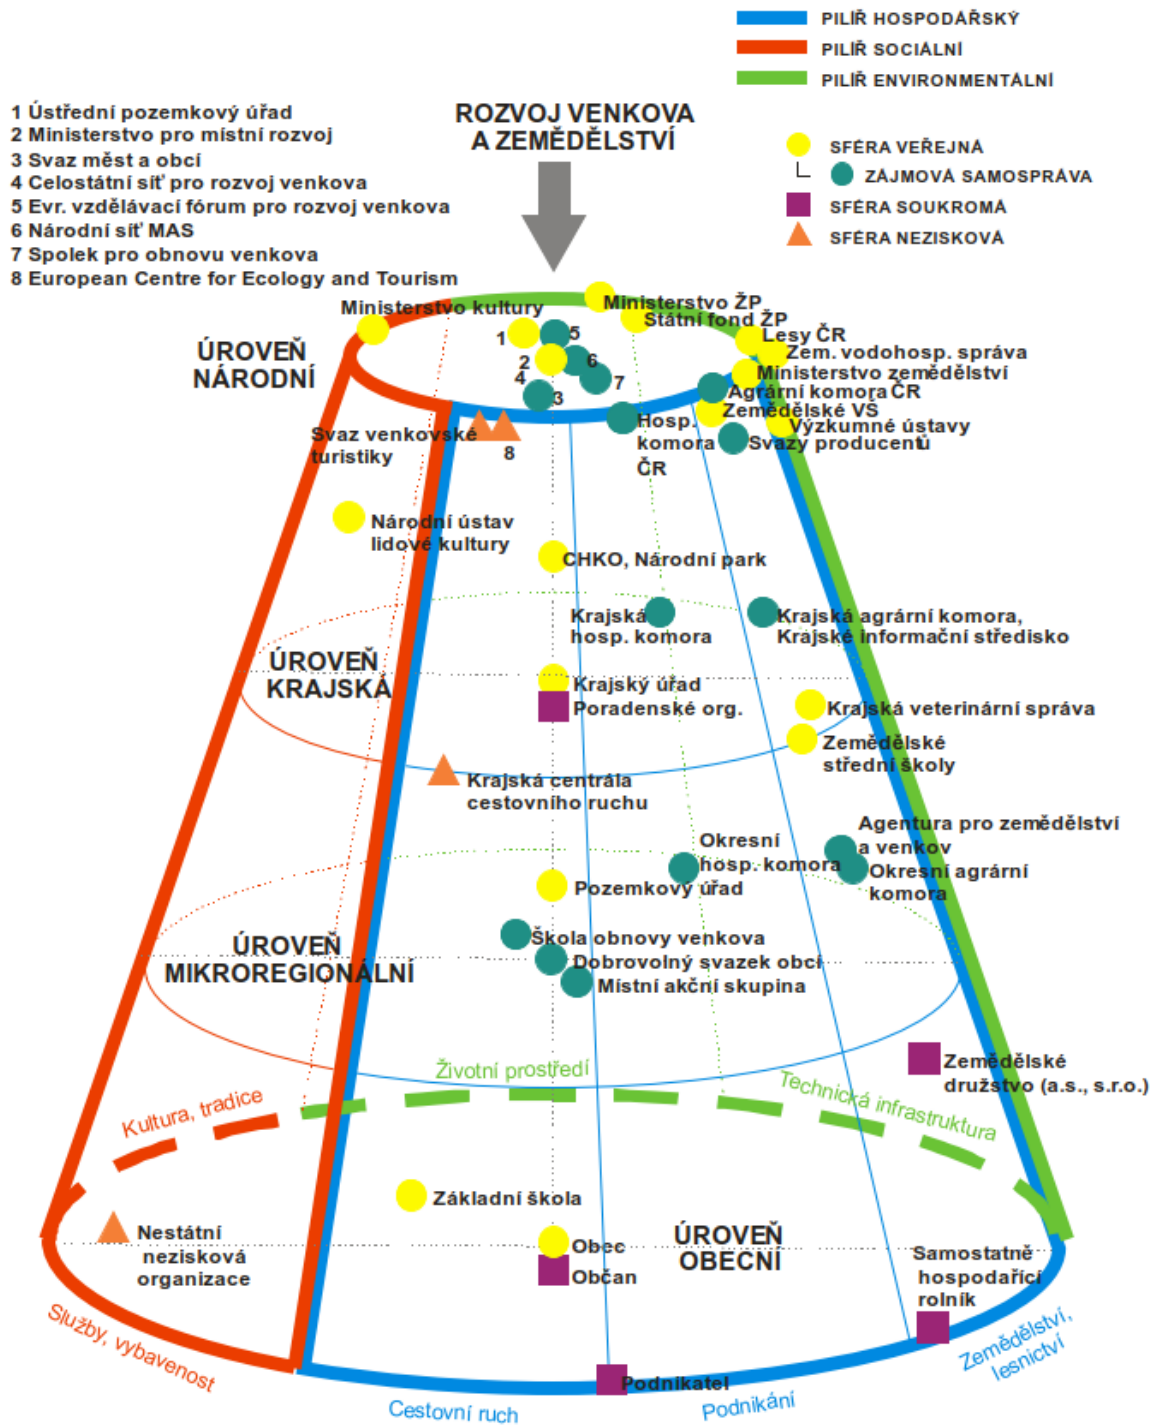 PILÍŘ HOSPODÁŘSKÝ
PILÍŘ SOCIÁLNÍ
PILÍŘ ENVIRONMENTÁLNÍ
1 Ústřední pozemkový úřad
2 Ministerstvo pro místní rozvoj
3 Svaz měst a obcí
4 Celostátní síť pro rozvoj venkova
5 Evr. vzdělávací fórum pro rozvoj venkova
6 Národní síť MAS
7 Spolek pro obnovu venkova
8 European Centre for Ecology and Tourism
ROZVOJ VENKOVA
A ZEMĚDĚLSTVÍ
SFÉRA VEŘEJNÁ
ZÁJMOVÁ SAMOSPRÁVA
SFÉRA SOUKROMÁ
SFÉRA NEZISKOVÁ
Ministerstvo kultury
Ministerstvo ŽP
Státní fond ŽP
Lesy ČR
Zem. vodohosp. správa
Ministerstvo zemědělství
Agrární komora ČR
Zemědělské VŠ
Výzkumné ústavy
Svazy producentů
ÚROVEŇ
NÁRODNÍ
1
5
2
6
4
7
3
Hosp.
komora
ČR
Svaz venkovské
turistiky
8
Národní ústav
lidové kultury
CHKO, Národní park
Krajská
hosp. komora
Krajská agrární komora,
Krajské informační středisko
ÚROVEŇ
KRAJSKÁ
Krajský úřad
Poradenské org.
Krajská veterinární správa
Zemědělské
střední školy
Krajská centrála
cestovního ruchu
Agentura pro zemědělství
a venkov
Okresní
hosp. komora
Okresní agrární
komora
Pozemkový úřad
ÚROVEŇ
MIKROREGIONÁLNÍ
Škola obnovy venkova
Dobrovolný svazek obcí
Místní akční skupina
Zemědělské
družstvo (a.s., s.r.o.)
Životní prostředí
Kultura, tradice
Technická infrastruktura
Základní škola
Nestátní
nezisková
organizace
Obec
Občan
ÚROVEŇ
OBECNÍ
Samostatně
hospodařící
rolník
Služby, vybavenost
Podnikatel
Cestovní ruch
Podnikání
Zemědělství,
lesnictví